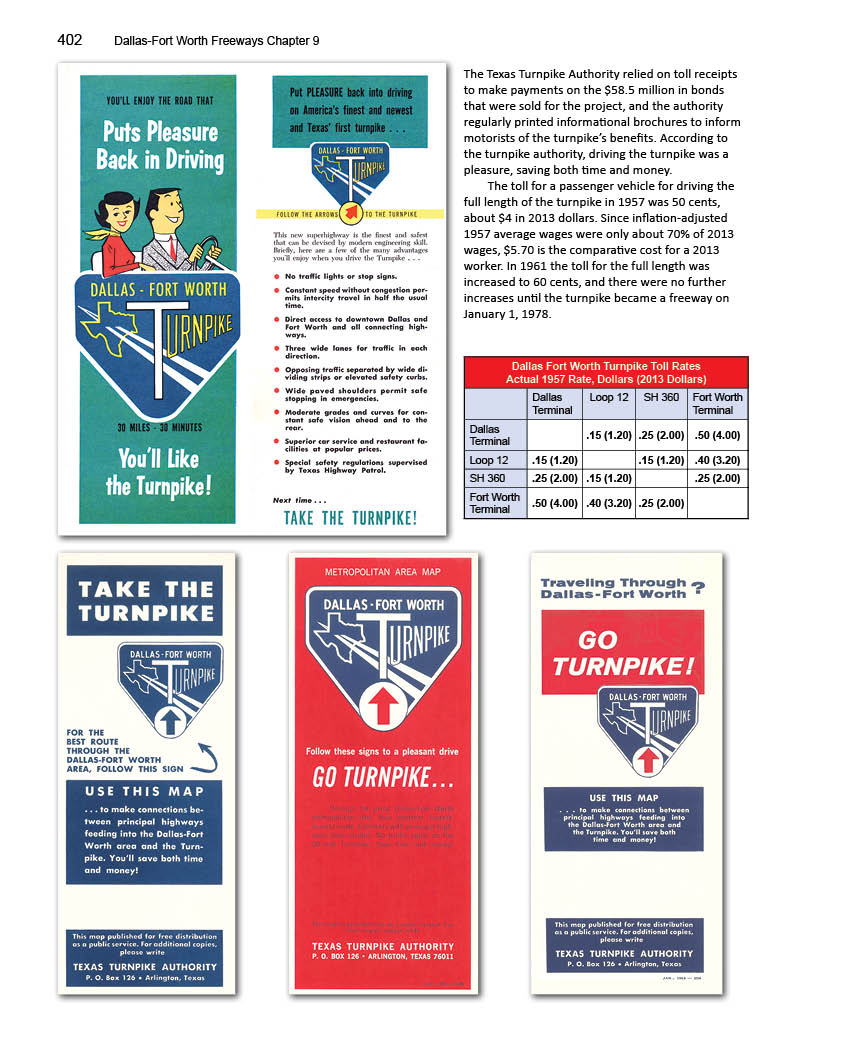 402 Dallas-Fort Worth Freeways Chapter 9
YOU'LL ENJOY THE ROAD THAT
Puts Pleasure
Back in Driving
DALLAS - FORT WORTH
TURNPIKE
30 MILES - 30 MINUTES
You'll Like
the Turnpike!
Put PLEASURE back into driving
on America's finest and newest
and Texas' first turnpike . . .
DALLAS - FORT WORTH
TURNPIKE
FOLLOW THE ARROWS TO THE TURNPIKE
This new superhighway is the finest and safest
that can be devised by modern engineering skill.
Briefly, here are a few of the many advantages
you'll enjoy when you drive the Turnpike . . .
● No traffic lights or stop signs.
● Constant speed without congestion per-
mits intercity travel in half the usual
time.
● Direct access to downtown Dallas and
Fort Worth and all connecting high-
ways.
● Three wide lanes for traffic in each
direction.
● Opposing traffic separated by wide di-
viding strips or elevated safety curbs.
● Wide paved shoulders permit safe
stopping in emergencies.
● Moderate grades and curves for con-
stant safe vision ahead and to the
rear.
● Superior car service and restaurant fa-
cilities at popular prices.
● Special safety regulations supervised
by Texas Highway Patrol.
Next time . . .
TAKE THE TURNPIKE!
The Texas Turnpike Authority relied on toll receipts
to make payments on the $58.5 million in bonds
that were sold for the project, and the authority
regularly printed informational brochures to inform
motorists of the turnpike's benefits. According to
the turnpike authority, driving the turnpike was a
pleasure, saving both time and money.
The toll for a passenger vehicle for driving the
full length of the turnpike in 1957 was 50 cents,
about $4 in 2013 dollars. Since inflation-adjusted
1957 average wages were only about 70% of 2013
wages, $5.70 is the comparative cost for a 2013
worker. In 1961 the toll for the full length was
increased to 60 cents, and there were no further
increases until the turnpike became a freeway on
January 1, 1978.
Dallas Fort Worth Turnpike Toll Rates
Actual 1957 Rate, Dollars (2013 Dollars)
Dallas Terminal Loop 12 SH 360 Fort Worth Terminal
Dallas Terminal .15 (1.20) .25 (2.00) .50 (4.00)
Loop 12 .15 (1.20) .15 (1.20) .40 (3.20)
SH 360 .25 (2.00) .15 (1.20) .25 (2.00)
Fort Worth Terminal .50 (4.00) .40 (3.20) .25 (2.00)
TAKE THE
TURNPIKE
DALLAS - FORT WORTH
TURNPIKE
FOR THE
BEST ROUTE
THROUGH THE
DALLAS-FORT WORTH
AREA, FOLLOW THIS SIGN
USE THIS MAP
. . . to make connections be-
tween principal highways
feeding into the Dallas-Fort
Worth area and the Turn-
pike. You'll save both time
and money!
This map published for free distribution
as a public service. For additional copies,
please write
TEXAS TURNPIKE AUTHORITY
P. O. Box 126 • Arlington, Texas
METROPOLITAN AREA MAP
DALLAS - FORT WORTH
TURNPIKE
Follow these signs to a pleasant drive
GO TURNPIKE...
TEXAS TURNPIKE AUTHORITY
P. O. BOX 126 • ARLINGTON, TEXAS 76011
Traveling Through
Dallas-Fort Worth ?
GO
TURNPIKE!
DALLAS - FORT WORTH
TURNPIKE
USE THIS MAP
. . . to make connections between
principal highways feeding into
the Dallas-Fort Worth area and
the Turnpike. You'll save both
time and money!
This map published for free distribution
as a public service. For additional copies,
please write
TEXAS TURNPIKE AUTHORITY
P. O. Box 126 • Arlington, Texas